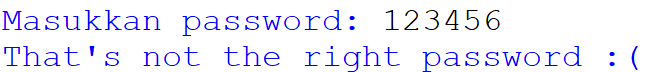 Masukkan password: 123456
That's not the right password :(